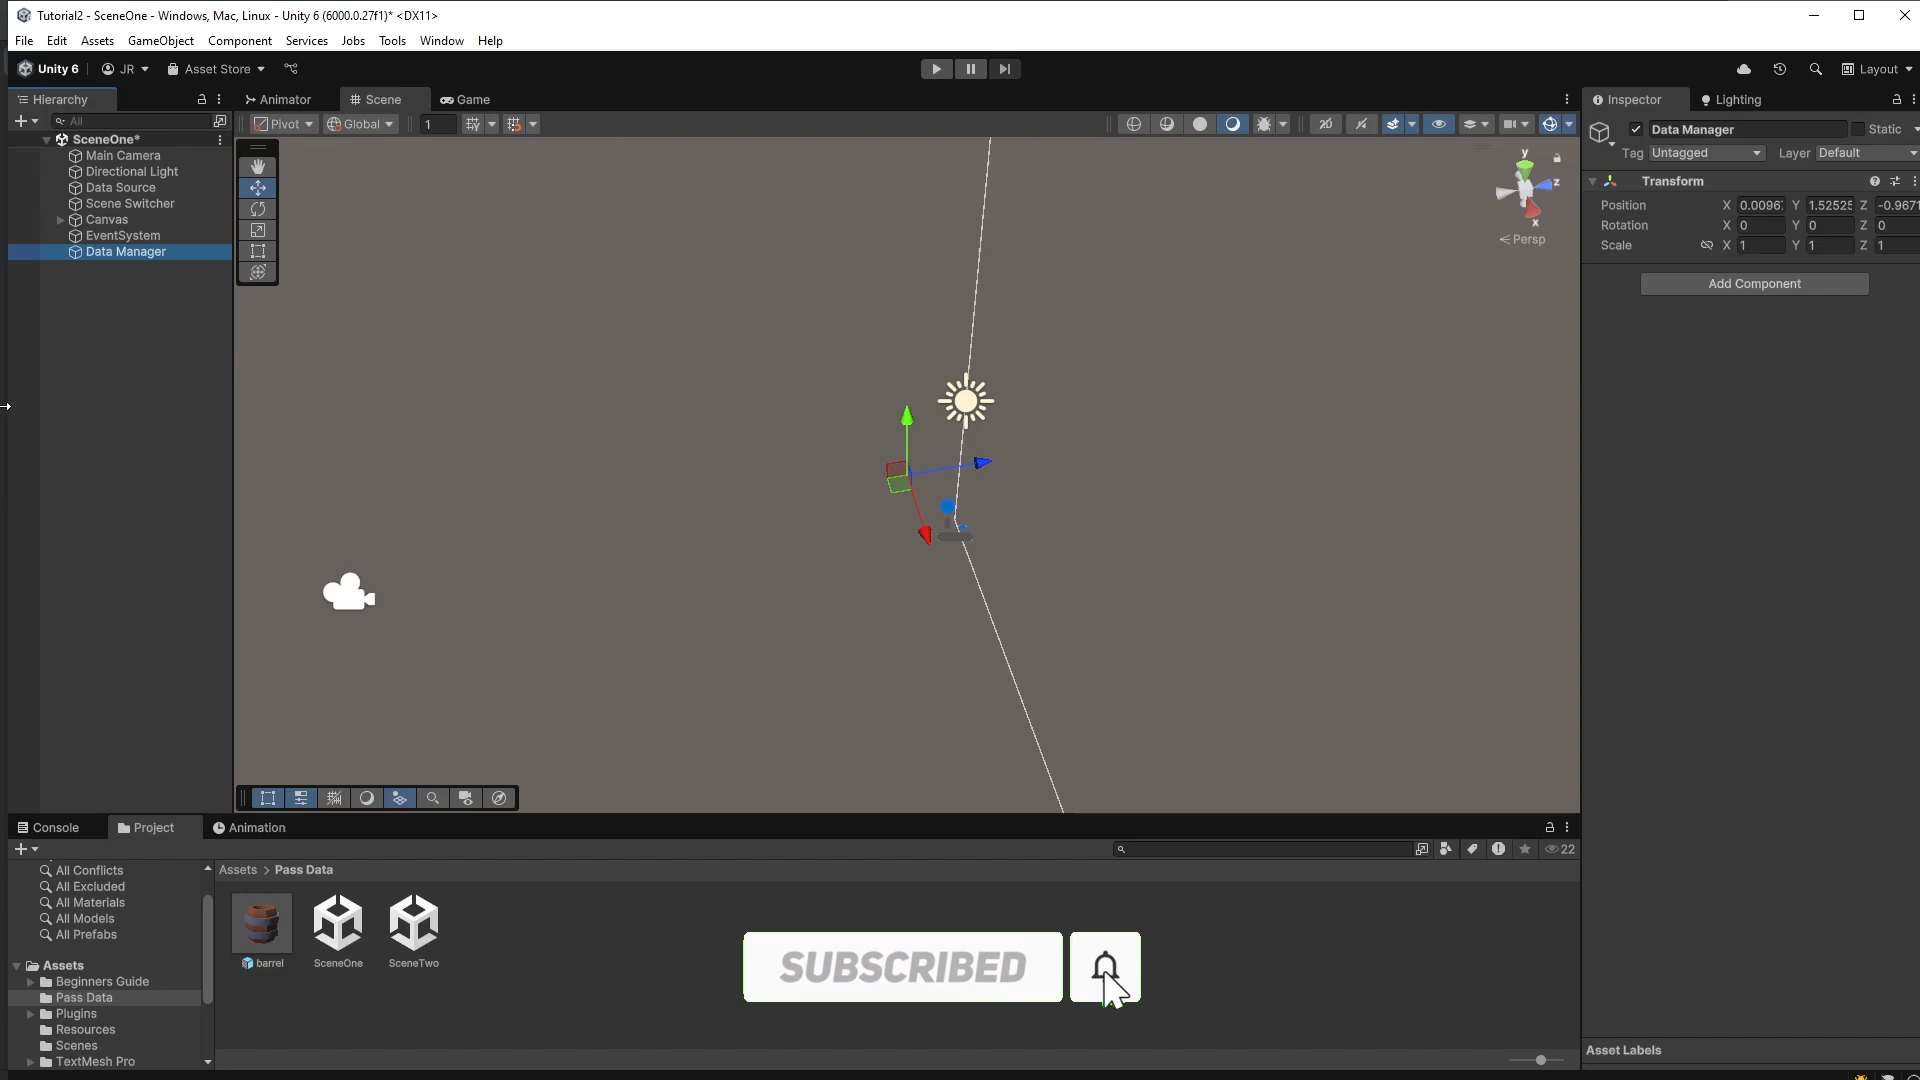 Tutorial2 - SceneOne - Windows, Mac, Linux - Unity 6 (6000.0.27f1)* <DX11>
File Edit Assets GameObject Component Services Jobs Tools Window Help
Unity 6 JR Asset Store Layout
Hierarchy Animator Scene Game Inspector Lighting
All Pivot Global 1 2D
SceneOne*
Main Camera
Directional Light
Data Source
Scene Switcher
Canvas
EventSystem
Data Manager
y
z
x
Persp
Data Manager Static
Tag Untagged Layer Default
Transform
Position X 0.0096 Y 1.52525 Z -0.9671
Rotation X 0 Y 0 Z 0
Scale X 1 Y 1 Z 1
Add Component
Console Project Animation
22
All Conflicts
All Excluded
All Materials
All Models
All Prefabs
Assets
Beginners Guide
Pass Data
Plugins
Resources
Scenes
TextMesh Pro
Assets > Pass Data
barrel SceneOne SceneTwo
SUBSCRIBED
Asset Labels